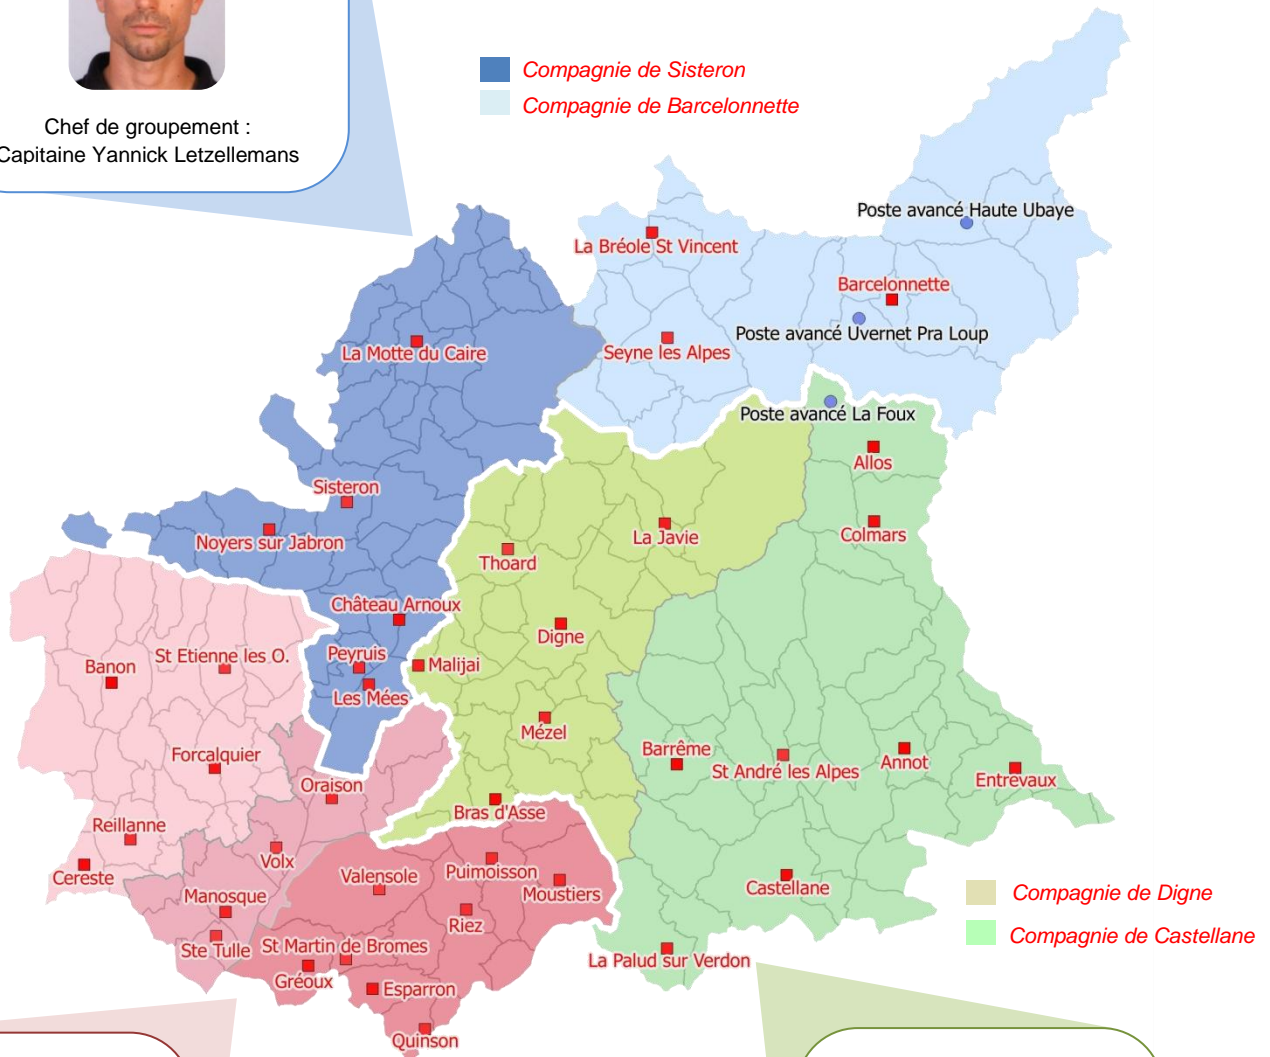 Chef de groupement :
Capitaine Yannick Letzellemans
Compagnie de Sisteron
Compagnie de Barcelonnette
Poste avancé Haute Ubaye
La Bréole St Vincent
Barcelonnette
Poste avancé Uvernet Pra Loup
La Motte du Caire
Seyne les Alpes
Poste avancé La Foux
Allos
Sisteron
Colmars
Noyers sur Jabron
La Javie
Thoard
Château Arnoux
Digne
St Etienne les O.
Peyruis
Malijai
Banon
Les Mées
Mézel
Forcalquier
Barrême
St André les Alpes
Annot
Entrevaux
Oraison
Bras d'Asse
Reillanne
Volx
Cereste
Valensole
Puimoisson
Moustiers
Castellane
Manosque
Riez
Compagnie de Digne
Compagnie de Castellane
Ste Tulle
St Martin de Bromes
La Palud sur Verdon
Gréoux
Esparron
Quinson